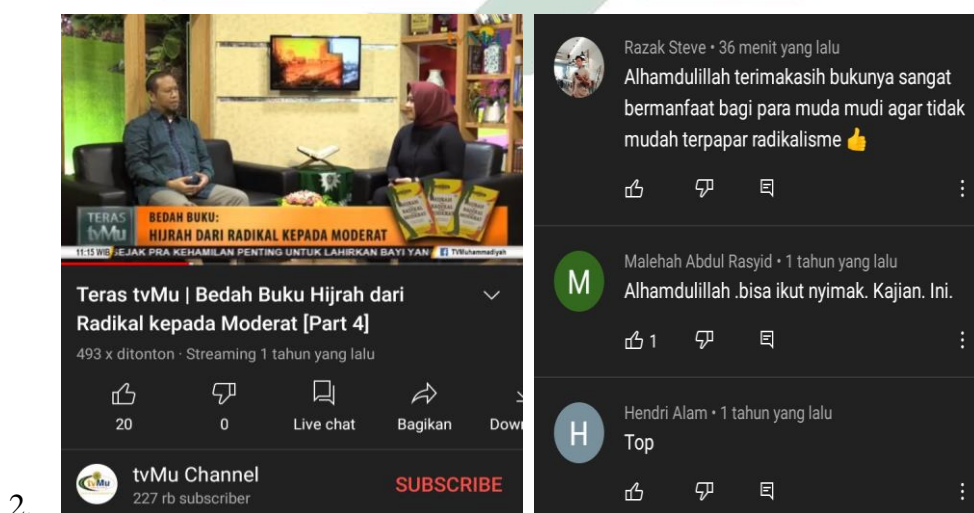 TERAS
tvMu
BEDAH BUKU:
HIJRAH DARI RADIKAL KEPADA MODERAT
11:15 WIB SEJAK PRA KEHAMILAN PENTING UNTUK LAHIRKAN BAYI YAN TVMuhammadiyah
Teras tvMu | Bedah Buku Hijrah dari
Radikal kepada Moderat [Part 4]
493 x ditonton · Streaming 1 tahun yang lalu
20
0
Live chat
Bagikan
Down
tvMu Channel
227 rb subscriber
SUBSCRIBE
Razak Steve • 36 menit yang lalu
Alhamdulillah terimakasih bukunya sangat
bermanfaat bagi para muda mudi agar tidak
mudah terpapar radikalisme 👍
M
Malehah Abdul Rasyid • 1 tahun yang lalu
Alhamdulillah .bisa ikut nyimak. Kajian. Ini.
1
H
Hendri Alam • 1 tahun yang lalu
Top
2.